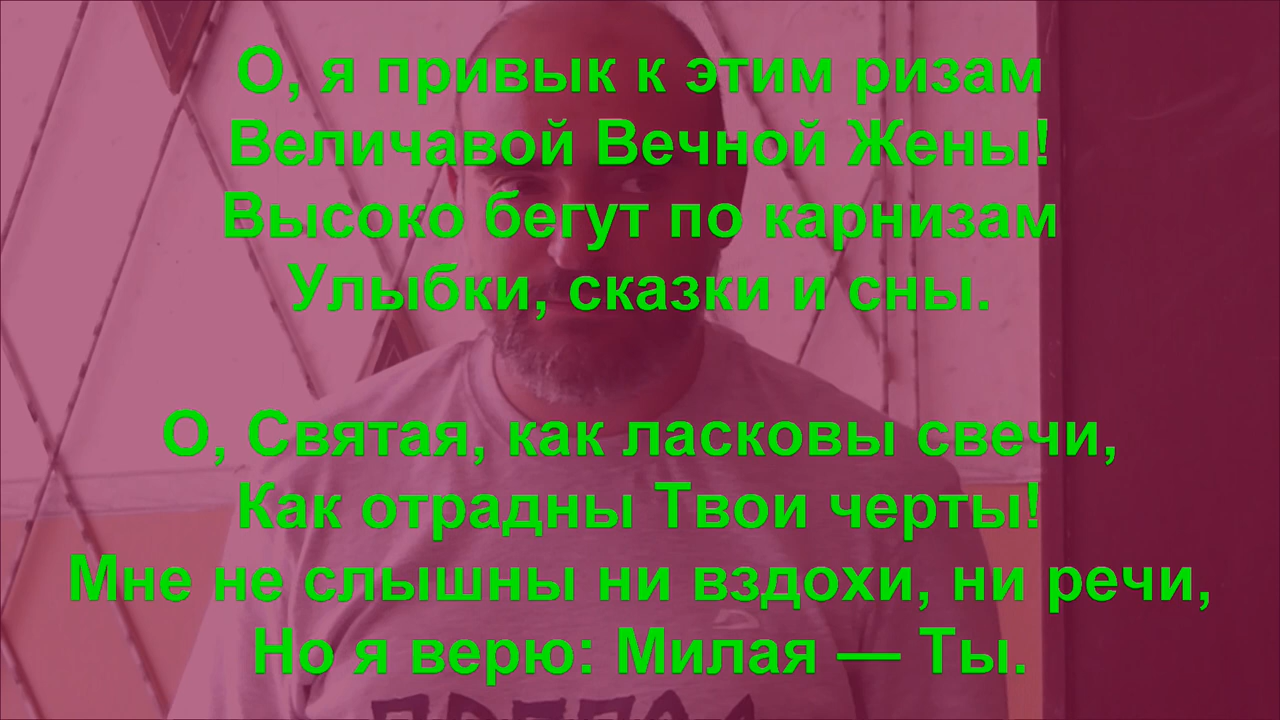 О, я привык к этим ризам
Величавой Вечной Жены!
Высоко бегут по карнизам
Улыбки, сказки и сны.
О, Святая, как ласковы свечи,
Как отрадны Твои черты!
Мне не слышны ни вздохи, ни речи,
Но я верю: Милая — Ты.